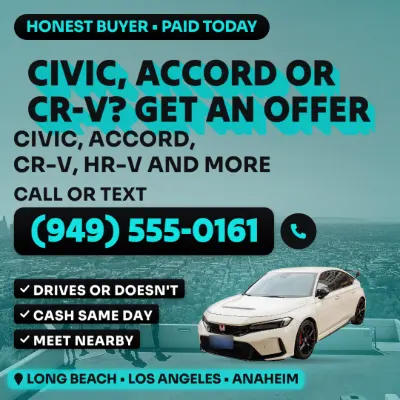 HONEST BUYER • PAID TODAY
CIVIC, ACCORD OR
CR-V? GET AN OFFER
CIVIC, ACCORD,
CR-V, HR-V AND MORE
CALL OR TEXT
(949) 555-0161
DRIVES OR DOESN'T
CASH SAME DAY
MEET NEARBY
LONG BEACH • LOS ANGELES • ANAHEIM